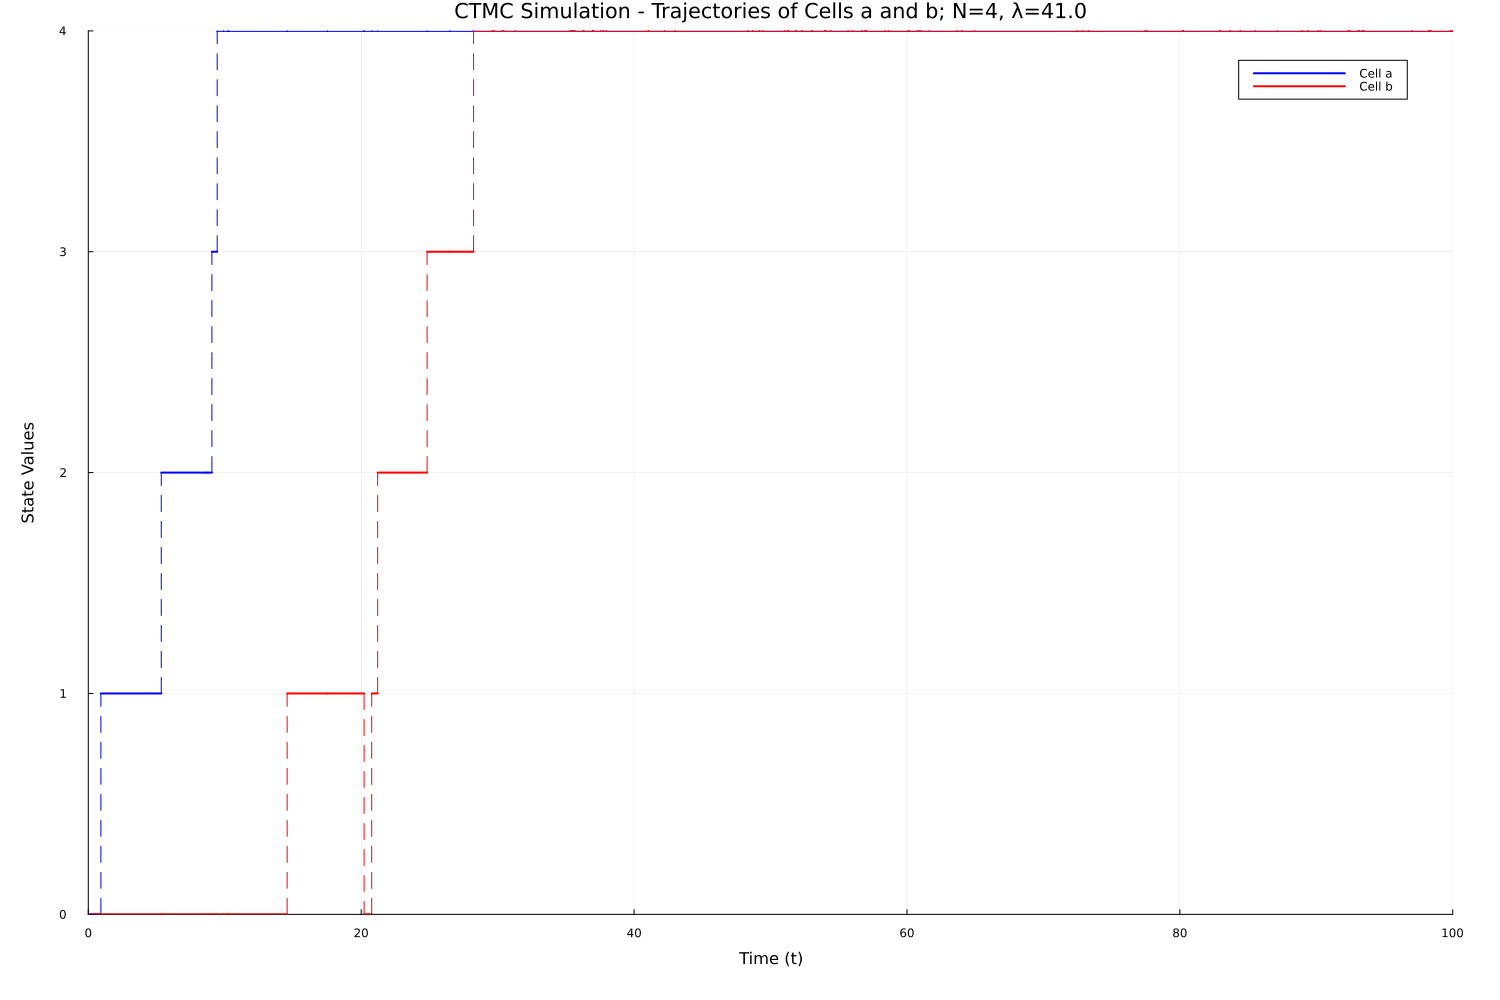 CTMC Simulation - Trajectories of Cells a and b; N=4, λ=41.0
4
Cell a
Cell b
3
State Values
2
1
0
0 20 40 60 80 100
Time (t)